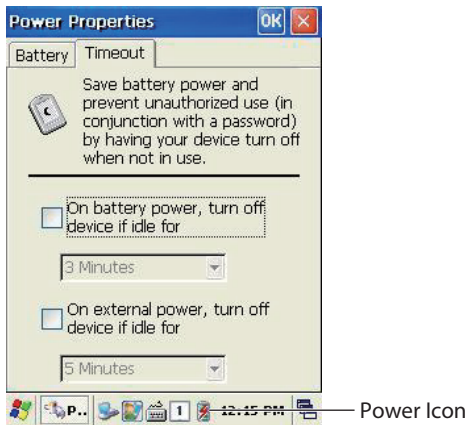 Power Properties OK
Battery Timeout
Save battery power and
prevent unauthorized use (in
conjunction with a password)
by having your device turn off
when not in use.
On battery power, turn off
device if idle for
3 Minutes
On external power, turn off
device if idle for
5 Minutes
P.. 1 12:15 PM Power Icon